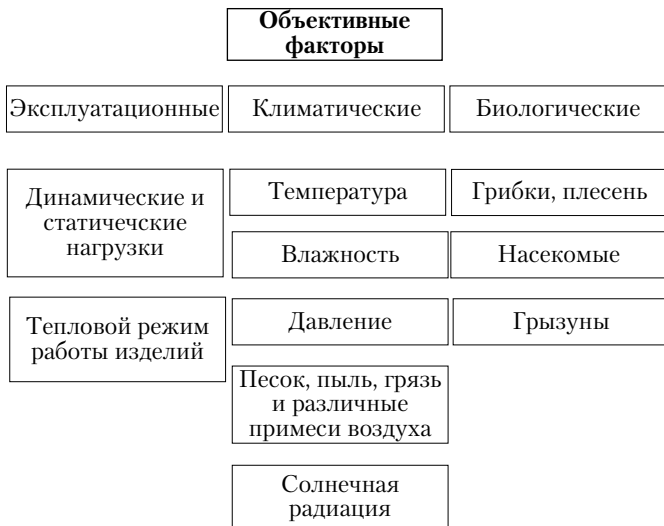 Объективные
факторы
Эксплуатационные
Климатические
Биологические
Динамические и
статичечские
нагрузки
Температура
Грибки, плесень
Влажность
Насекомые
Тепловой режим
работы изделий
Давление
Грызуны
Песок, пыль, грязь
и различные
примеси воздуха
Солнечная
радиация